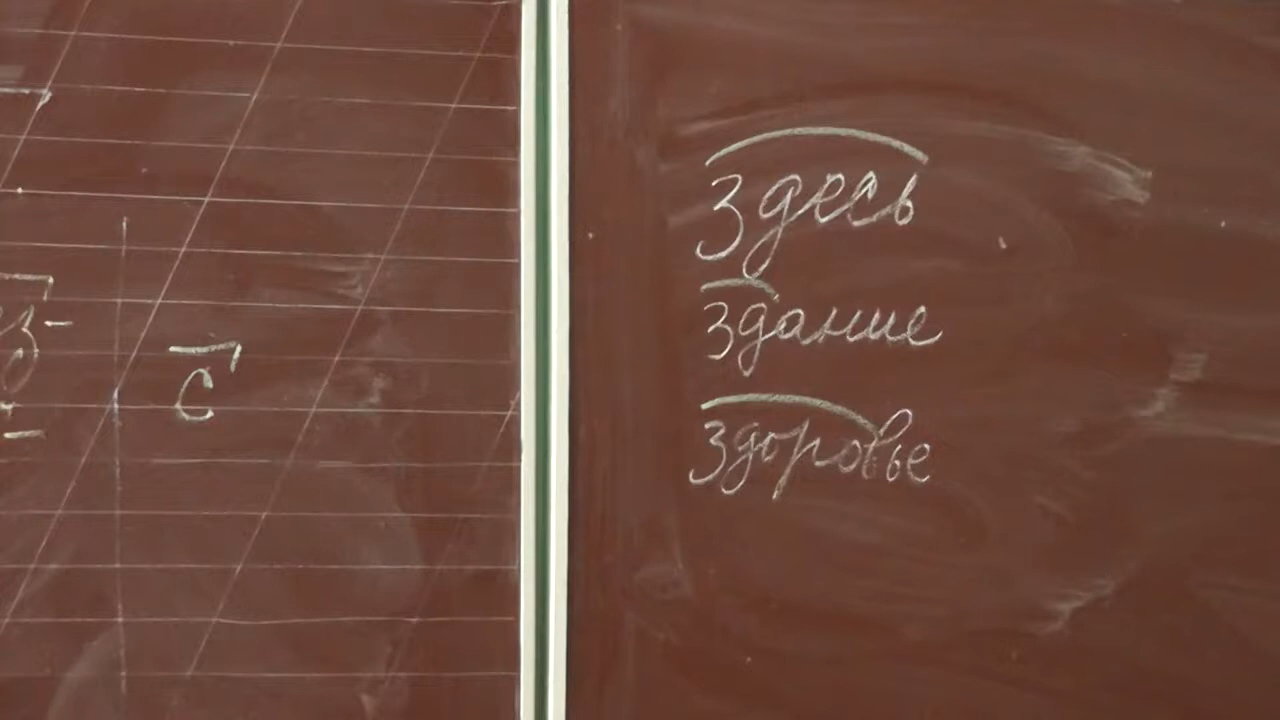 с
здесь
здание
здоровье